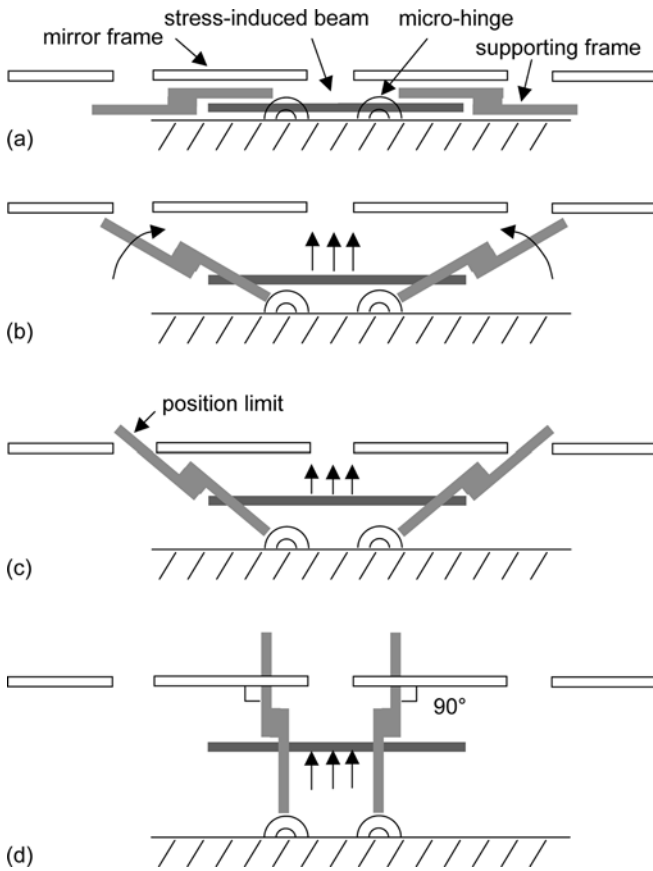 stress-induced beam
micro-hinge
mirror frame
supporting frame
(a)
(b)
position limit
(c)
90°
(d)